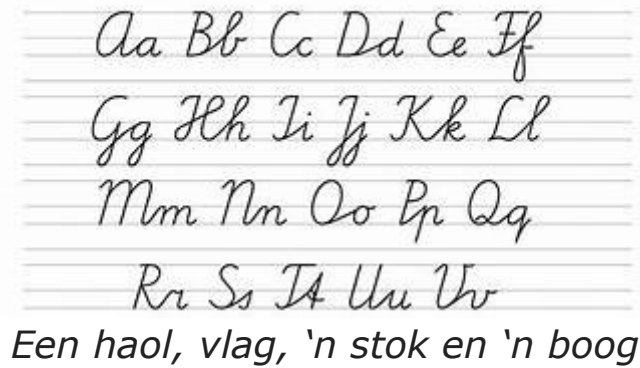 Aa Bb Cc Dd Ee Ff
Gg Hh Ii Jj Kk Ll
Mm Nn Oo Pp Qq
Rr Ss Tt Uu Vv
Een haol, vlag, ‘n stok en ‘n boog